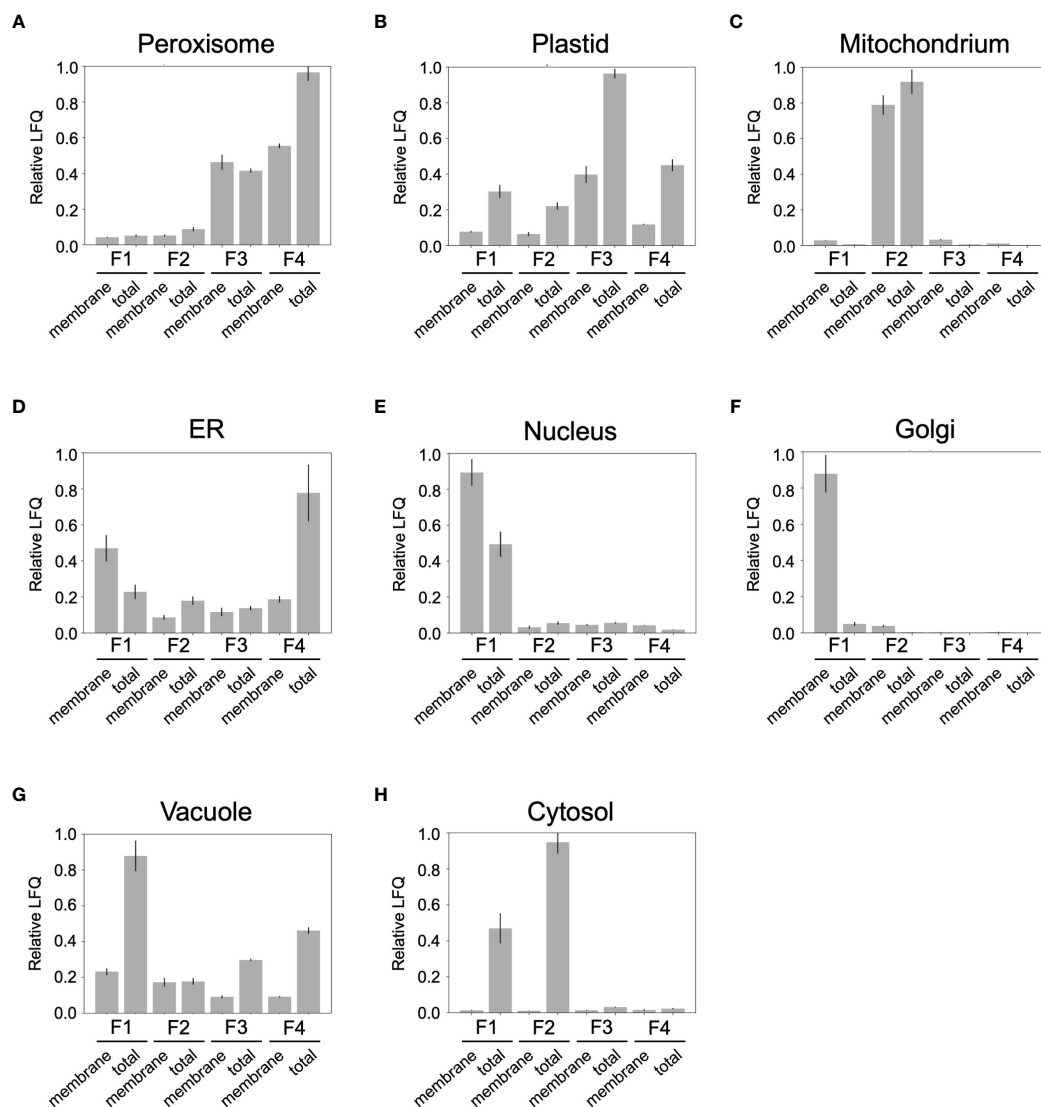 A
Peroxisome
Relative LFQ
1.0
0.8
0.6
0.4
0.2
0.0
F1 F2 F3 F4
membrane total membrane total membrane total membrane total
B
Plastid
Relative LFQ
1.0
0.8
0.6
0.4
0.2
0.0
F1 F2 F3 F4
membrane total membrane total membrane total membrane total
C
Mitochondrium
Relative LFQ
1.0
0.8
0.6
0.4
0.2
0.0
F1 F2 F3 F4
membrane total membrane total membrane total membrane total
D
ER
Relative LFQ
1.0
0.8
0.6
0.4
0.2
0.0
F1 F2 F3 F4
membrane total membrane total membrane total membrane total
E
Nucleus
Relative LFQ
1.0
0.8
0.6
0.4
0.2
0.0
F1 F2 F3 F4
membrane total membrane total membrane total membrane total
F
Golgi
Relative LFQ
1.0
0.8
0.6
0.4
0.2
0.0
F1 F2 F3 F4
membrane total membrane total membrane total membrane total
G
Vacuole
Relative LFQ
1.0
0.8
0.6
0.4
0.2
0.0
F1 F2 F3 F4
membrane total membrane total membrane total membrane total
H
Cytosol
Relative LFQ
1.0
0.8
0.6
0.4
0.2
0.0
F1 F2 F3 F4
membrane total membrane total membrane total membrane total